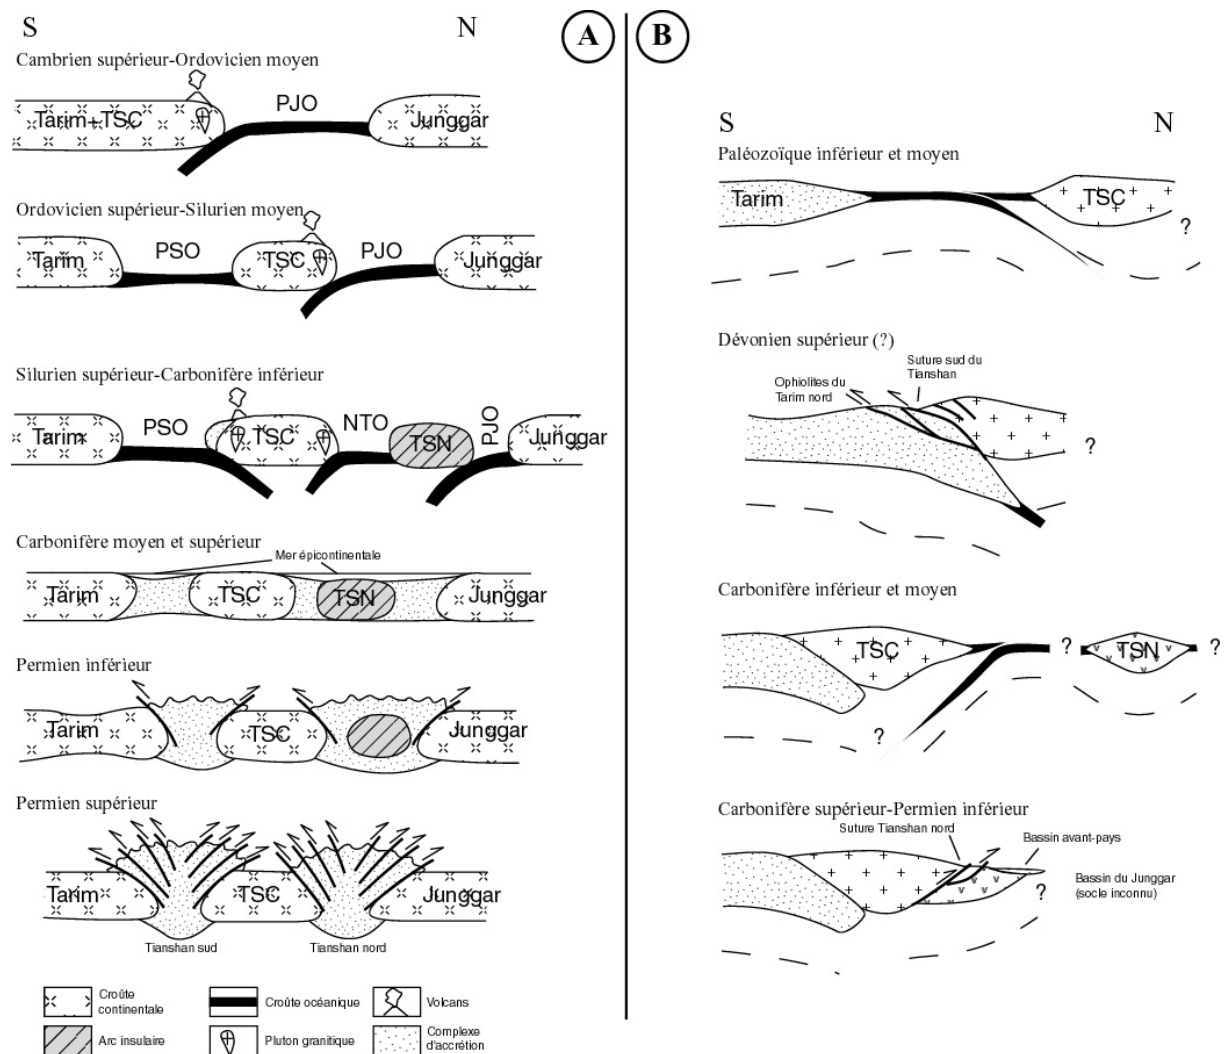 S N
A
Cambrien supérieur-Ordovicien moyen
Tarim+TSC PJO Junggar
Ordovicien supérieur-Silurien moyen
Tarim PSO TSC PJO Junggar
Silurien supérieur-Carbonifère inférieur
Tarim PSO TSC NTO TSN PJO Junggar
Carbonifère moyen et supérieur
Mer épicontinentale
Tarim TSC TSN Junggar
Permien inférieur
Tarim TSC Junggar
Permien supérieur
Tarim TSC Junggar
Tianshan sud Tianshan nord
Croûte
continentale
Croûte océanique
Volcans
Arc insulaire
Pluton granitique
Complexe
d'accrétion
B
S N
Paléozoïque inférieur et moyen
Tarim TSC ?
Dévonien supérieur (?)
Suture sud du
Tianshan
Ophiolites du
Tarim nord
?
Carbonifère inférieur et moyen
TSC ? TSN ?
?
Carbonifère supérieur-Permien inférieur
Suture Tianshan nord
Bassin avant-pays
Bassin du Junggar
(socle inconnu)
?